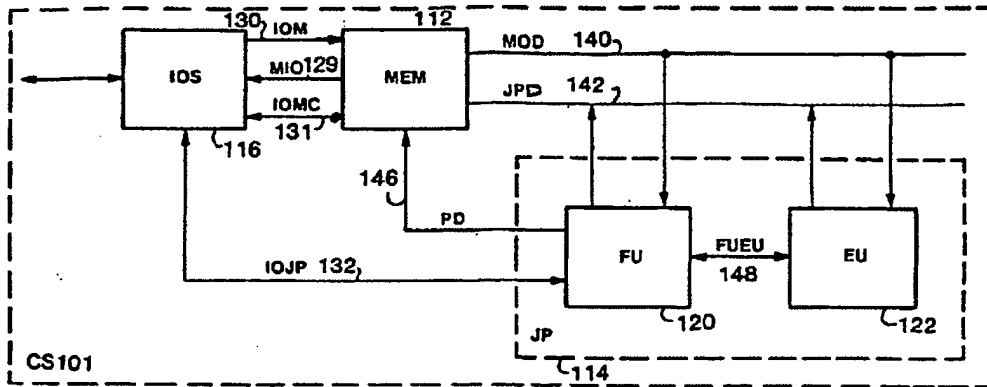 130 IOM
112
MOD 140
IOS
MIO 129
MEM
JPD 142
IOMC
131
116
146
PD
FU
FUEU
148
EU
IOJP 132
120
122
JP
CS101
114